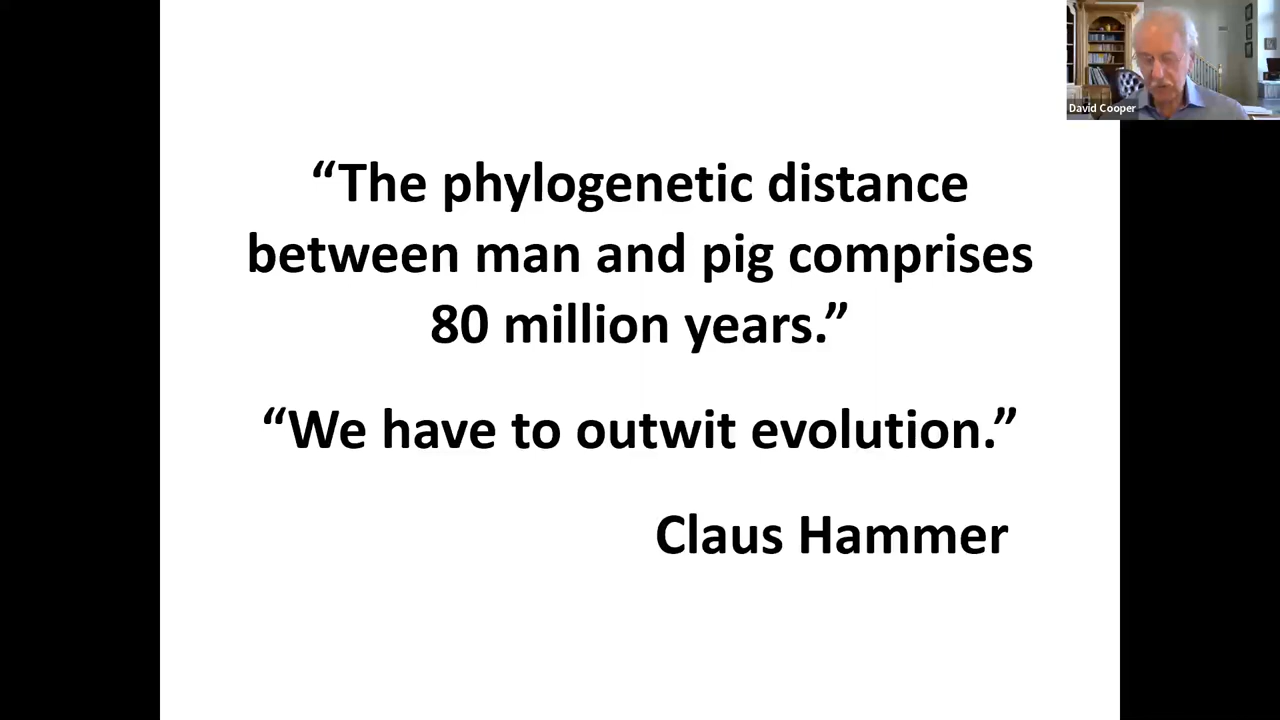 David Cooper
“The phylogenetic distance
between man and pig comprises
80 million years.”
“We have to outwit evolution.”
Claus Hammer